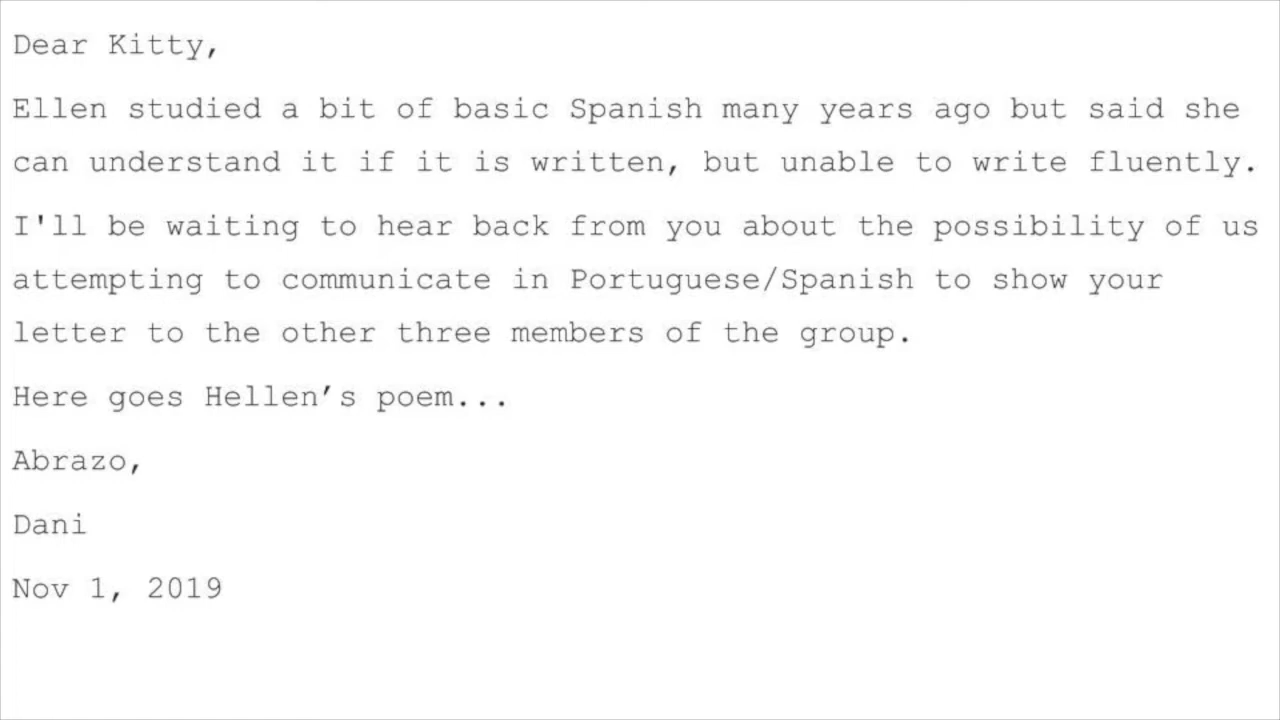 Dear Kitty,
Ellen studied a bit of basic Spanish many years ago but said she
can understand it if it is written, but unable to write fluently.
I'll be waiting to hear back from you about the possibility of us
attempting to communicate in Portuguese/Spanish to show your
letter to the other three members of the group.
Here goes Hellen’s poem...
Abrazo,
Dani
Nov 1, 2019